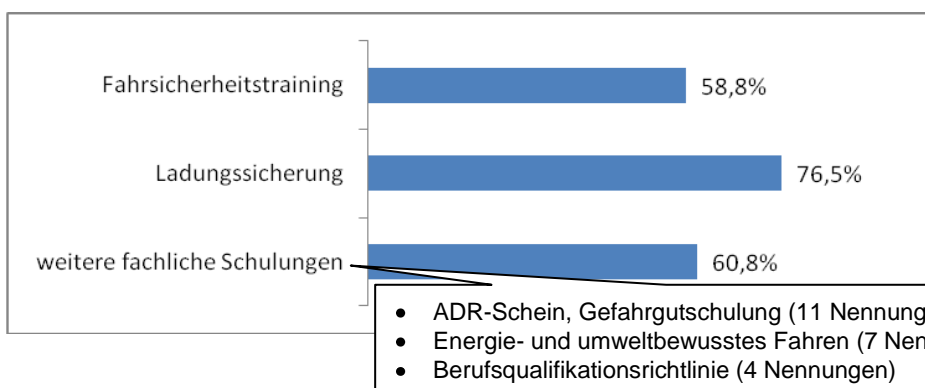 Fahrsicherheitstraining 58,8%
Ladungssicherung 76,5%
weitere fachliche Schulungen 60,8%
• ADR-Schein, Gefahrgutschulung (11 Nennung
• Energie- und umweltbewusstes Fahren (7 Nen
• Berufsqualifikationsrichtlinie (4 Nennungen)